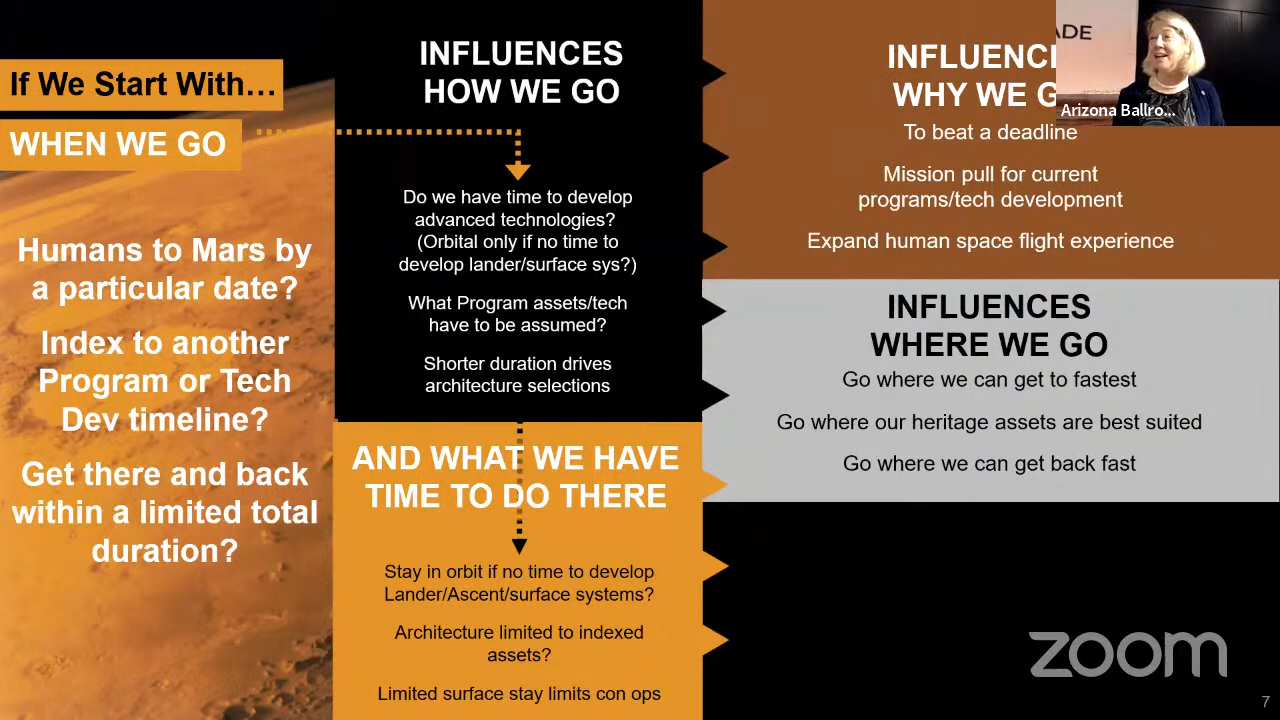 If We Start With…
WHEN WE GO
Humans to Mars by
a particular date?
Index to another
Program or Tech
Dev timeline?
Get there and back
within a limited total
duration?
INFLUENCES
HOW WE GO
Do we have time to develop
advanced technologies?
(Orbital only if no time to
develop lander/surface sys?)
What Program assets/tech
have to be assumed?
Shorter duration drives
architecture selections
AND WHAT WE HAVE
TIME TO DO THERE
Stay in orbit if no time to develop
Lander/Ascent/surface systems?
Architecture limited to indexed
assets?
Limited surface stay limits con ops
WHY WE
To beat a deadline
Mission pull for current
programs/tech development
Expand human space flight experience
INFLUENCES
WHERE WE GO
Go where we can get to fastest
Go where our heritage assets are best suited
Go where we can get back fast
ADE
Arizona Ballro...
zoom
7